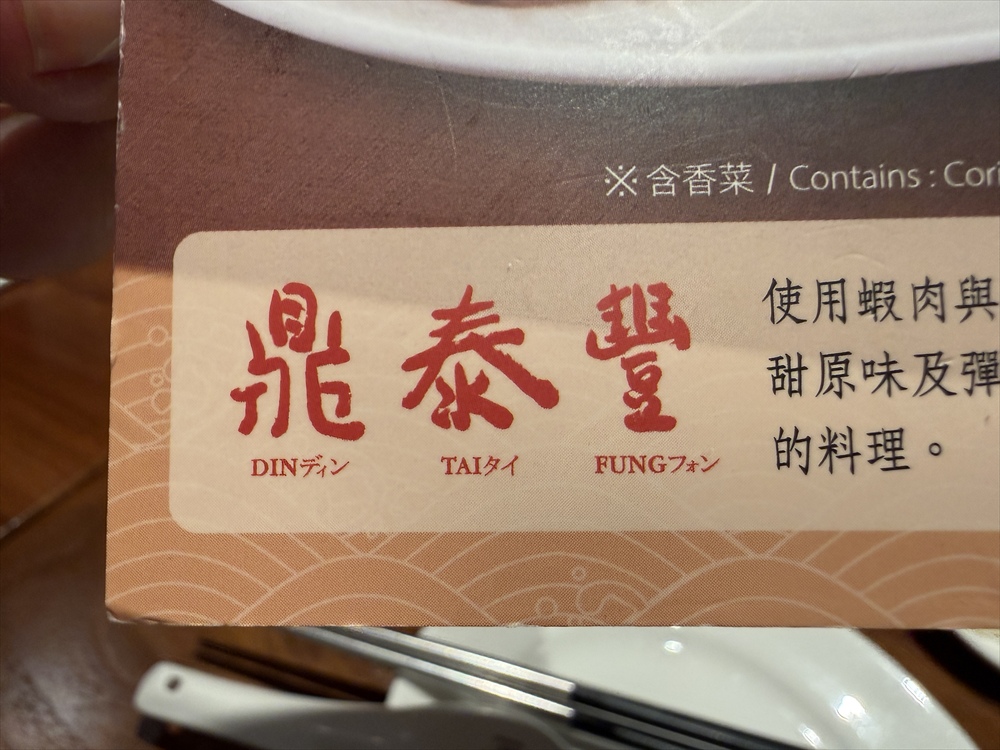 ※含香菜 / Contains : Cori
鼎泰豐
DINディン TAIタイ FUNGフォン
使用蝦肉與
甜原味及彈
的料理。